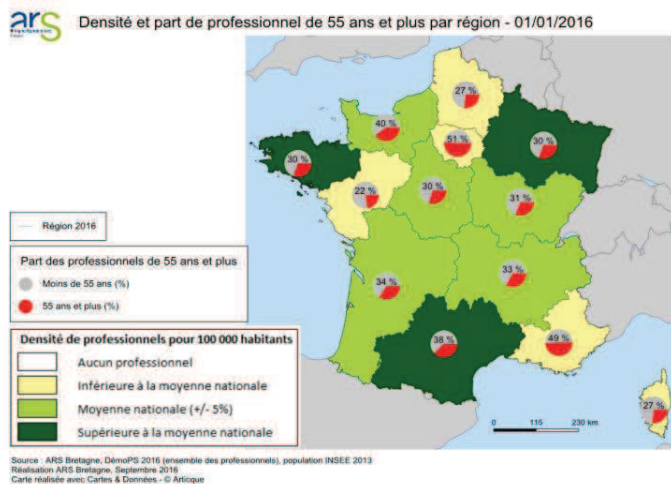 ars
Densité et part de professionnel de 55 ans et plus par région - 01/01/2016
27 %
40 %
51 %
30 %
30 %
22 %
30 %
31 %
34 %
33 %
38 %
49 %
27 %
Région 2016
Part des professionnels de 55 ans et plus
Moins de 55 ans (%)
55 ans et plus (%)
Densité de professionnels pour 100 000 habitants
Aucun professionnel
Inférieure à la moyenne nationale
Moyenne nationale (+/- 5%)
Supérieure à la moyenne nationale
0 115 230 km
Source : ARS Bretagne, DémoPS 2016 (ensemble des professionnels), population INSEE 2013
Réalisation ARS Bretagne, Septembre 2016
Carte réalisée avec Cartes & Données - © Articque